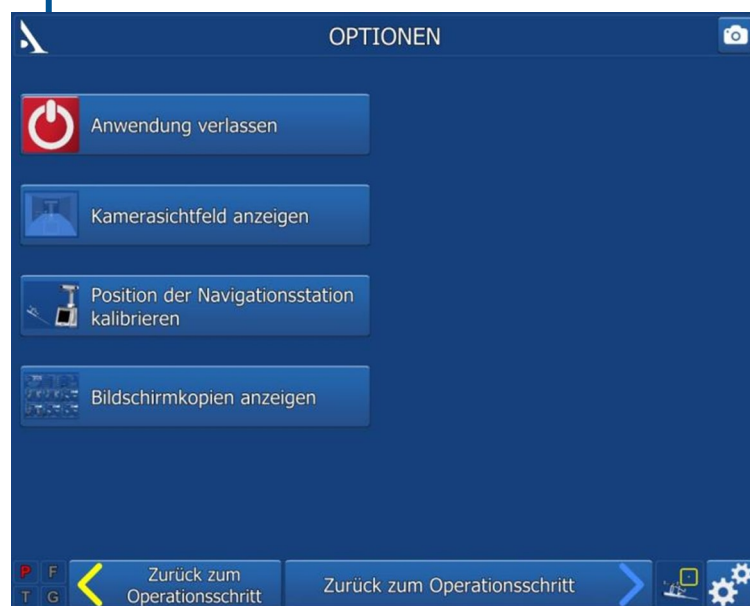 OPTIONEN
Anwendung verlassen
Kamerasichtfeld anzeigen
Position der Navigationsstation
kalibrieren
Bildschirmkopien anzeigen
P F
T G
Zurück zum
Operationsschritt
Zurück zum Operationsschritt